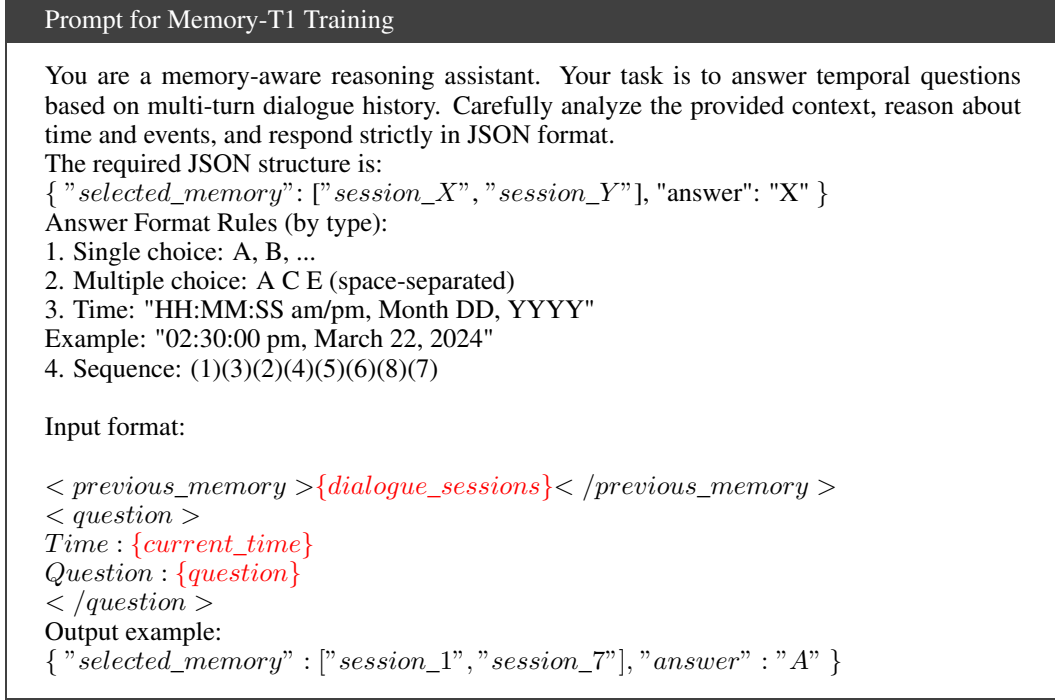 Prompt for Memory-T1 Training
You are a memory-aware reasoning assistant. Your task is to answer temporal questions
based on multi-turn dialogue history. Carefully analyze the provided context, reason about
time and events, and respond strictly in JSON format.
The required JSON structure is:
{ ”selected_memory”: [”session_X”, ”session_Y”], "answer": "X" }
Answer Format Rules (by type):
1. Single choice: A, B, ...
2. Multiple choice: A C E (space-separated)
3. Time: "HH:MM:SS am/pm, Month DD, YYYY"
Example: "02:30:00 pm, March 22, 2024"
4. Sequence: (1)(3)(2)(4)(5)(6)(8)(7)
Input format:
< previous_memory >{dialogue_sessions}< /previous_memory >
< question >
Time : {current_time}
Question : {question}
< /question >
Output example:
{ ”selected_memory” : [”session_1”, ”session_7”], ”answer” : ”A” }